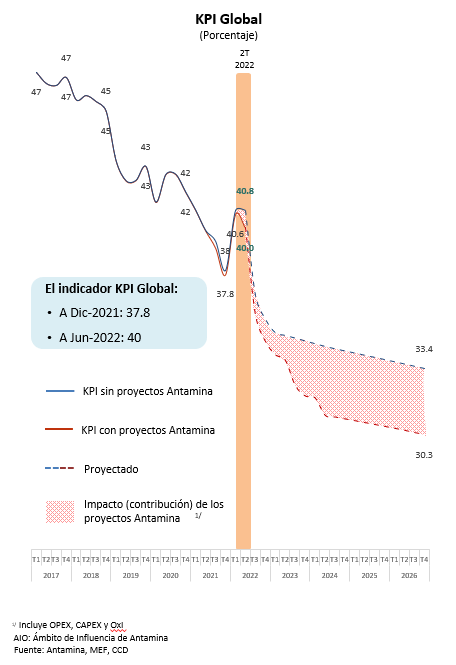 KPI Global
(Porcentaje)
2T
2022
47
47
47
45
45
43
43
42
42
40.8
40.6
40.0
38
37.8
33.4
30.3
El indicador KPI Global:
• A Dic-2021: 37.8
• A Jun-2022: 40
KPI sin proyectos Antamina
KPI con proyectos Antamina
Proyectado
Impacto (contribución) de los
proyectos Antamina 1/
T1 T2 T3 T4 T1 T2 T3 T4 T1 T2 T3 T4 T1 T2 T3 T4 T1 T2 T3 T4 T1 T2 T3 T4 T1 T2 T3 T4 T1 T2 T3 T4 T1 T2 T3 T4 T1 T2 T3 T4
2017 2018 2019 2020 2021 2022 2023 2024 2025 2026
1/ Incluye OPEX, CAPEX y OxI
AIO: Ámbito de Influencia de Antamina
Fuente: Antamina, MEF, CCD